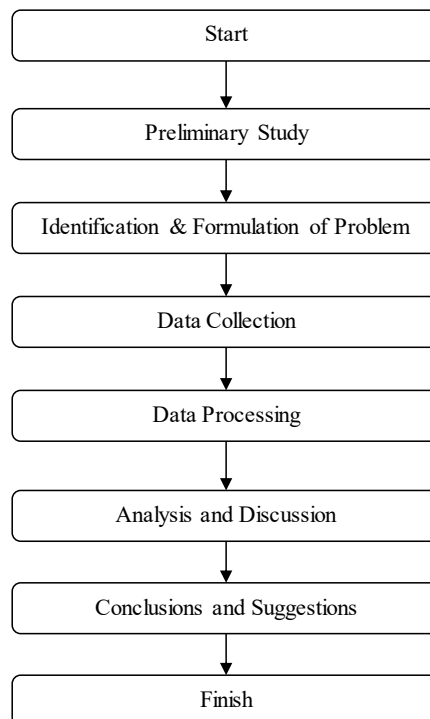 Start
Preliminary Study
Identification & Formulation of Problem
Data Collection
Data Processing
Analysis and Discussion
Conclusions and Suggestions
Finish